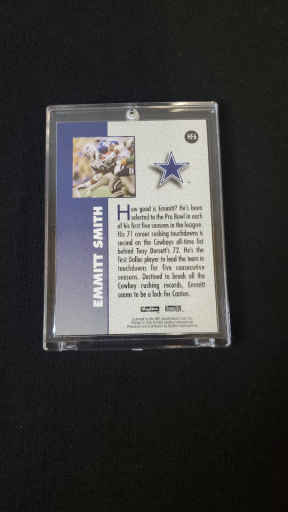 HF6
EMMITT SMITH
How good is Emmitt? He's been
selected to the Pro Bowl in each
of his first five seasons in the league.
His 71 career rushing touchdowns is
second on the Cowboys all-time list
behind Tony Dorsett's 72. He's the
first Dallas player to lead the team in
touchdowns for five consecutive
seasons. Destined to break all the
Cowboy rushing records, Emmitt
seems to be a lock for Canton.